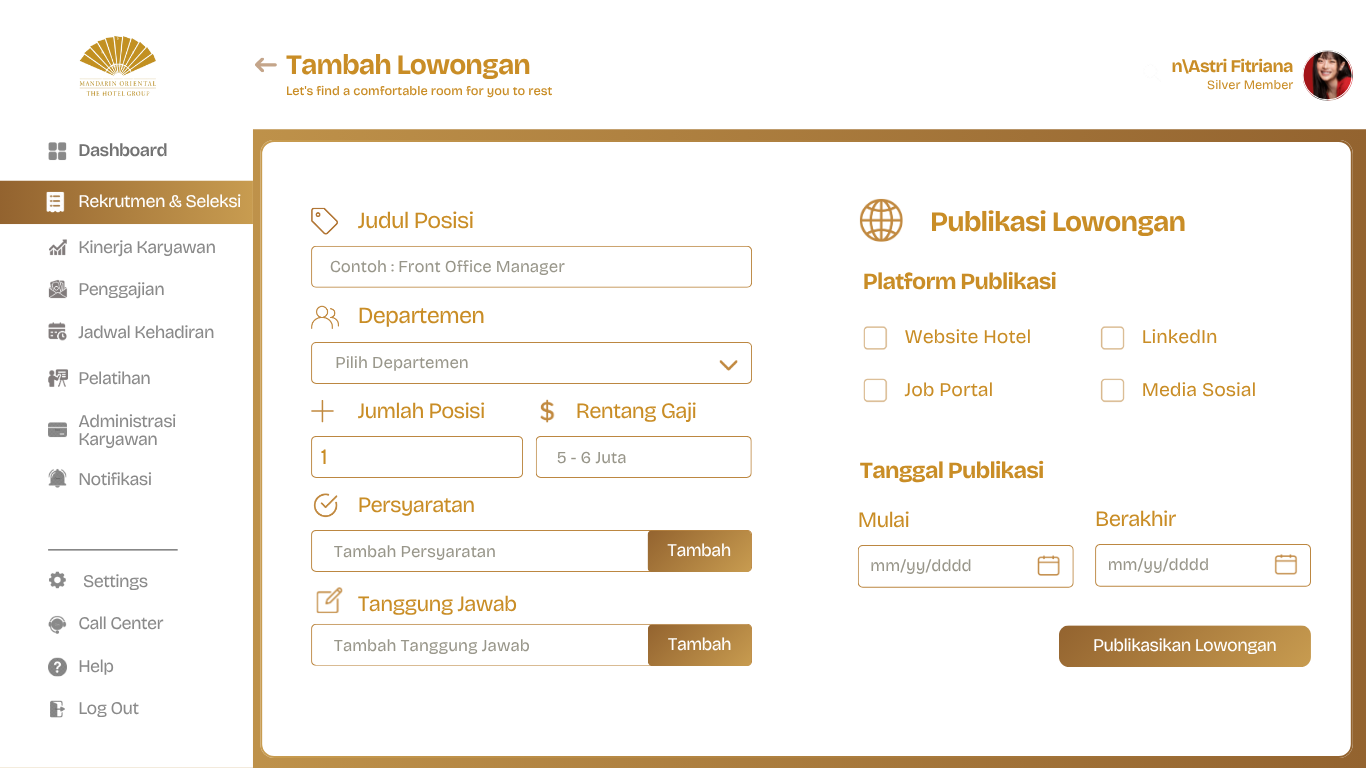 MANDARIN ORIENTAL
THE HOTEL GROUP
Tambah Lowongan
Let's find a comfortable room for you to rest
n\Astri Fitriana
Silver Member
Dashboard
Rekrutmen & Seleksi
Kinerja Karyawan
Penggajian
Jadwal Kehadiran
Pelatihan
Administrasi
Karyawan
Notifikasi
Settings
Call Center
Help
Log Out
Judul Posisi
Contoh : Front Office Manager
Departemen
Pilih Departemen
Jumlah Posisi
Rentang Gaji
1
5 - 6 Juta
Persyaratan
Tambah Persyaratan
Tambah
Tanggung Jawab
Tambah Tanggung Jawab
Tambah
Publikasi Lowongan
Platform Publikasi
Website Hotel
LinkedIn
Job Portal
Media Sosial
Tanggal Publikasi
Mulai
Berakhir
mm/yy/dddd
mm/yy/dddd
Publikasikan Lowongan